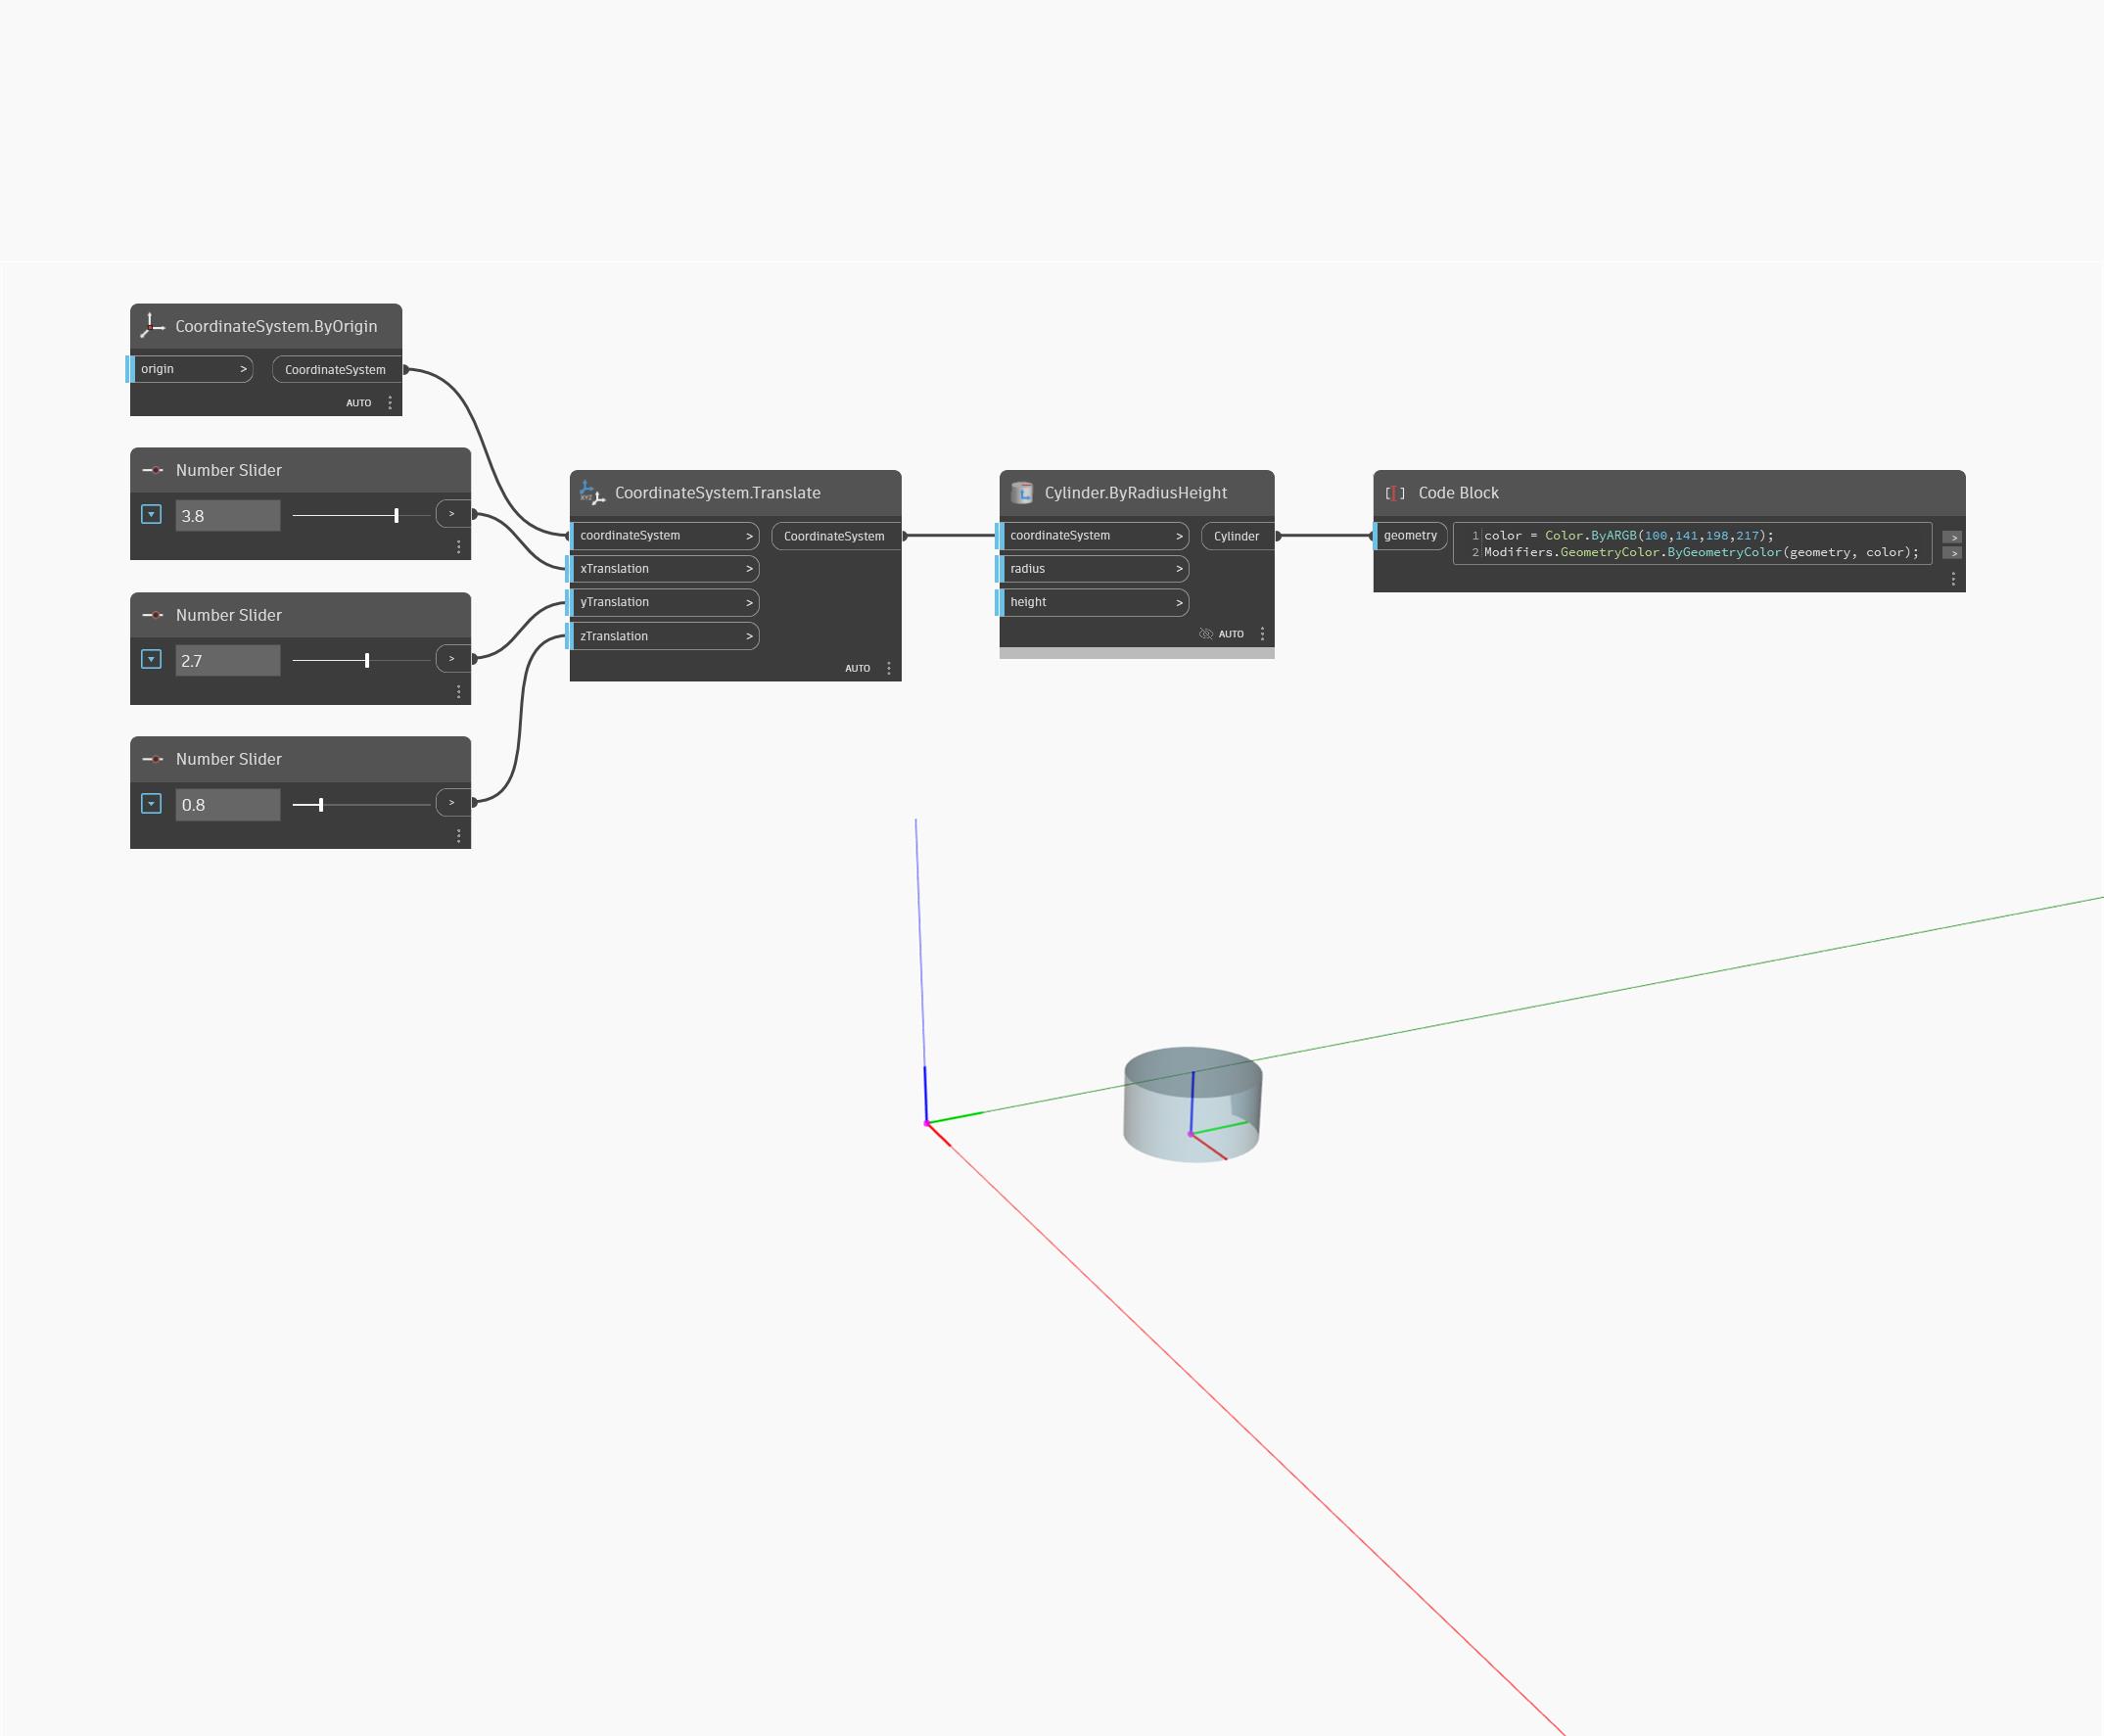 CoordinateSystem.ByOrigin
origin >
CoordinateSystem
AUTO
Number Slider
3.8 >
Number Slider
2.7 >
Number Slider
0.8 >
XYZ
CoordinateSystem.Translate
coordinateSystem >
CoordinateSystem
xTranslation >
yTranslation >
zTranslation >
AUTO
Cylinder.ByRadiusHeight
coordinateSystem >
Cylinder
radius >
height >
AUTO
Code Block
geometry
1 color = Color.ByARGB(100,141,198,217); >
2 Modifiers.GeometryColor.ByGeometryColor(geometry, color); >